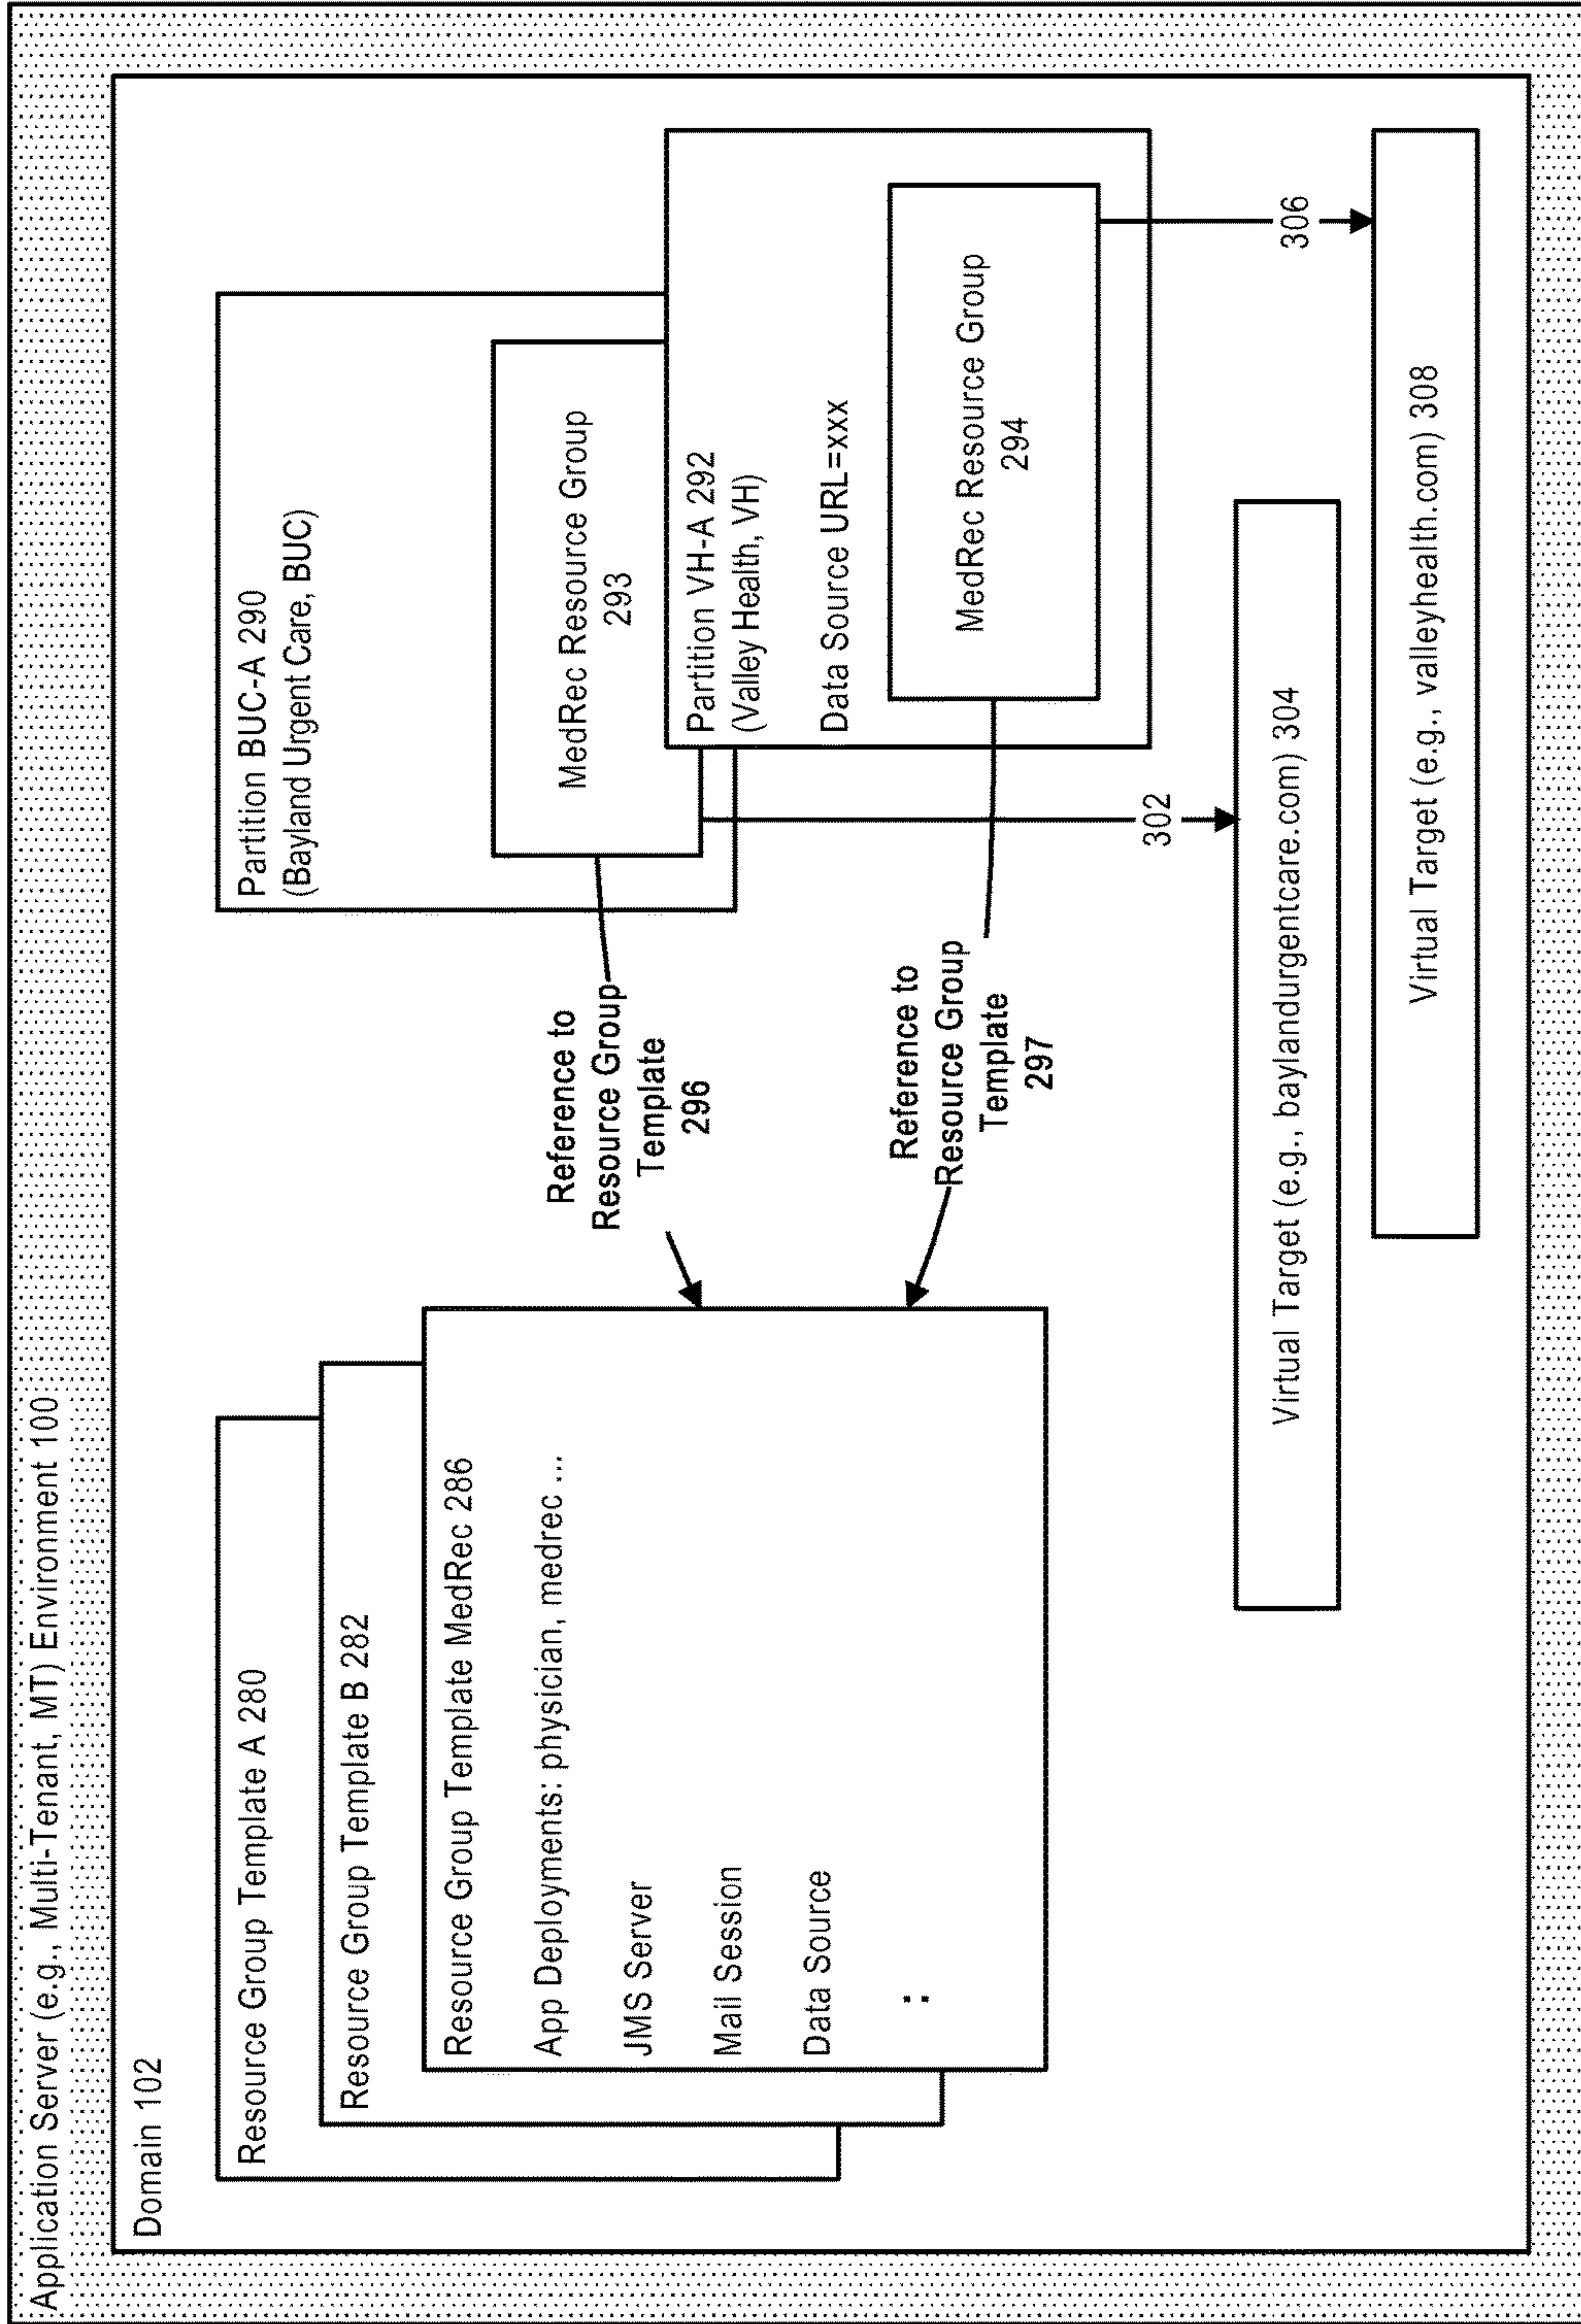 Application Server (e.g., Multi-Tenant, MT) Environment 100
Domain 102
Resource Group Template A 280
Resource Group Template B 282
Resource Group Template MedRec 286
App Deployments: physician, medrec ...
JMS Server
Mail Session
Data Source
:
Reference to
Resource Group
Template
296
Reference to
Resource Group
Template
297
Partition BUC-A 290
(Bayland Urgent Care, BUC)
MedRec Resource Group
293
Partition VH-A 292
(Valley Health, VH)
Data Source URL=xxx
MedRec Resource Group
294
302
306
Virtual Target (e.g., baylandurgentcare.com) 304
Virtual Target (e.g., valleyhealth.com) 308